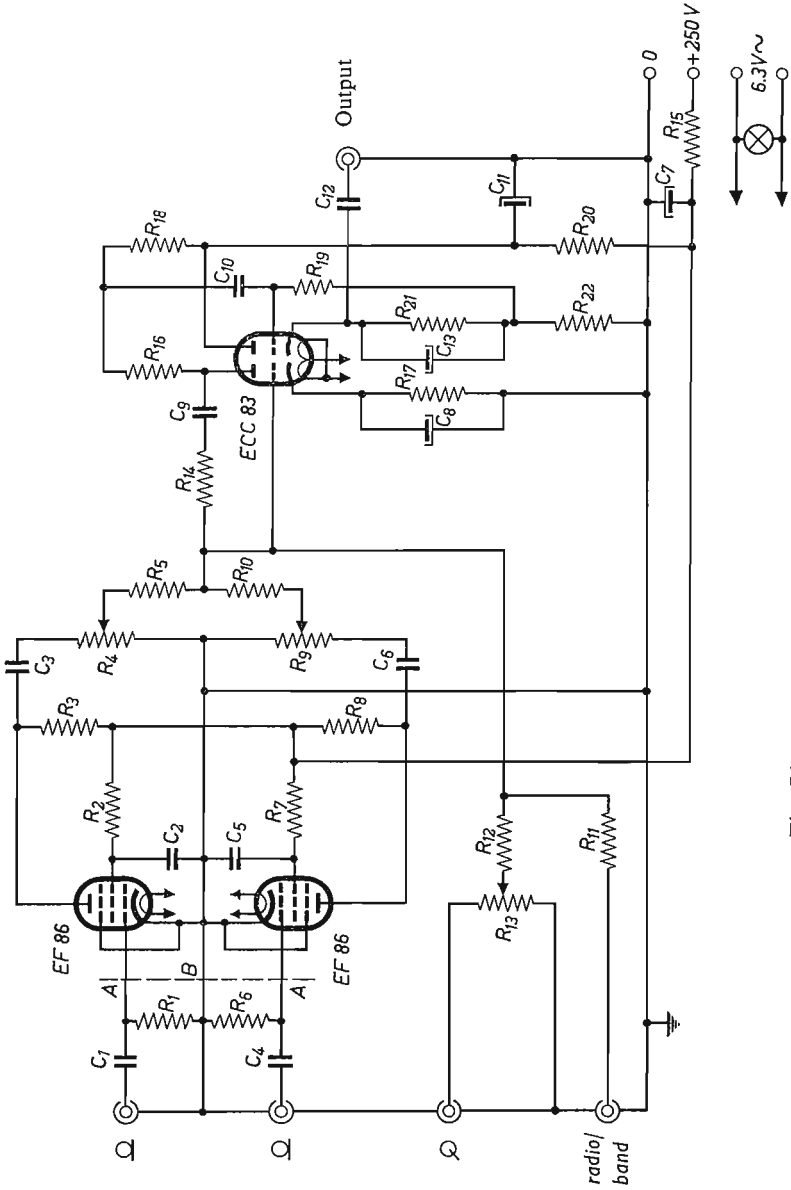 +250 V
0
6.3V~
Output
R15
C7
C11
C12
R20
R18
C10
R19
R21
R22
R16
C13
R17
C9
C8
ECC 83
R14
R5
R10
C3
R4
R9
C6
R3
R8
R2
C2
C5
R7
R12
R11
R13
EF 86
EF 86
A
B
A
R1
R6
C1
C4
radio/
band